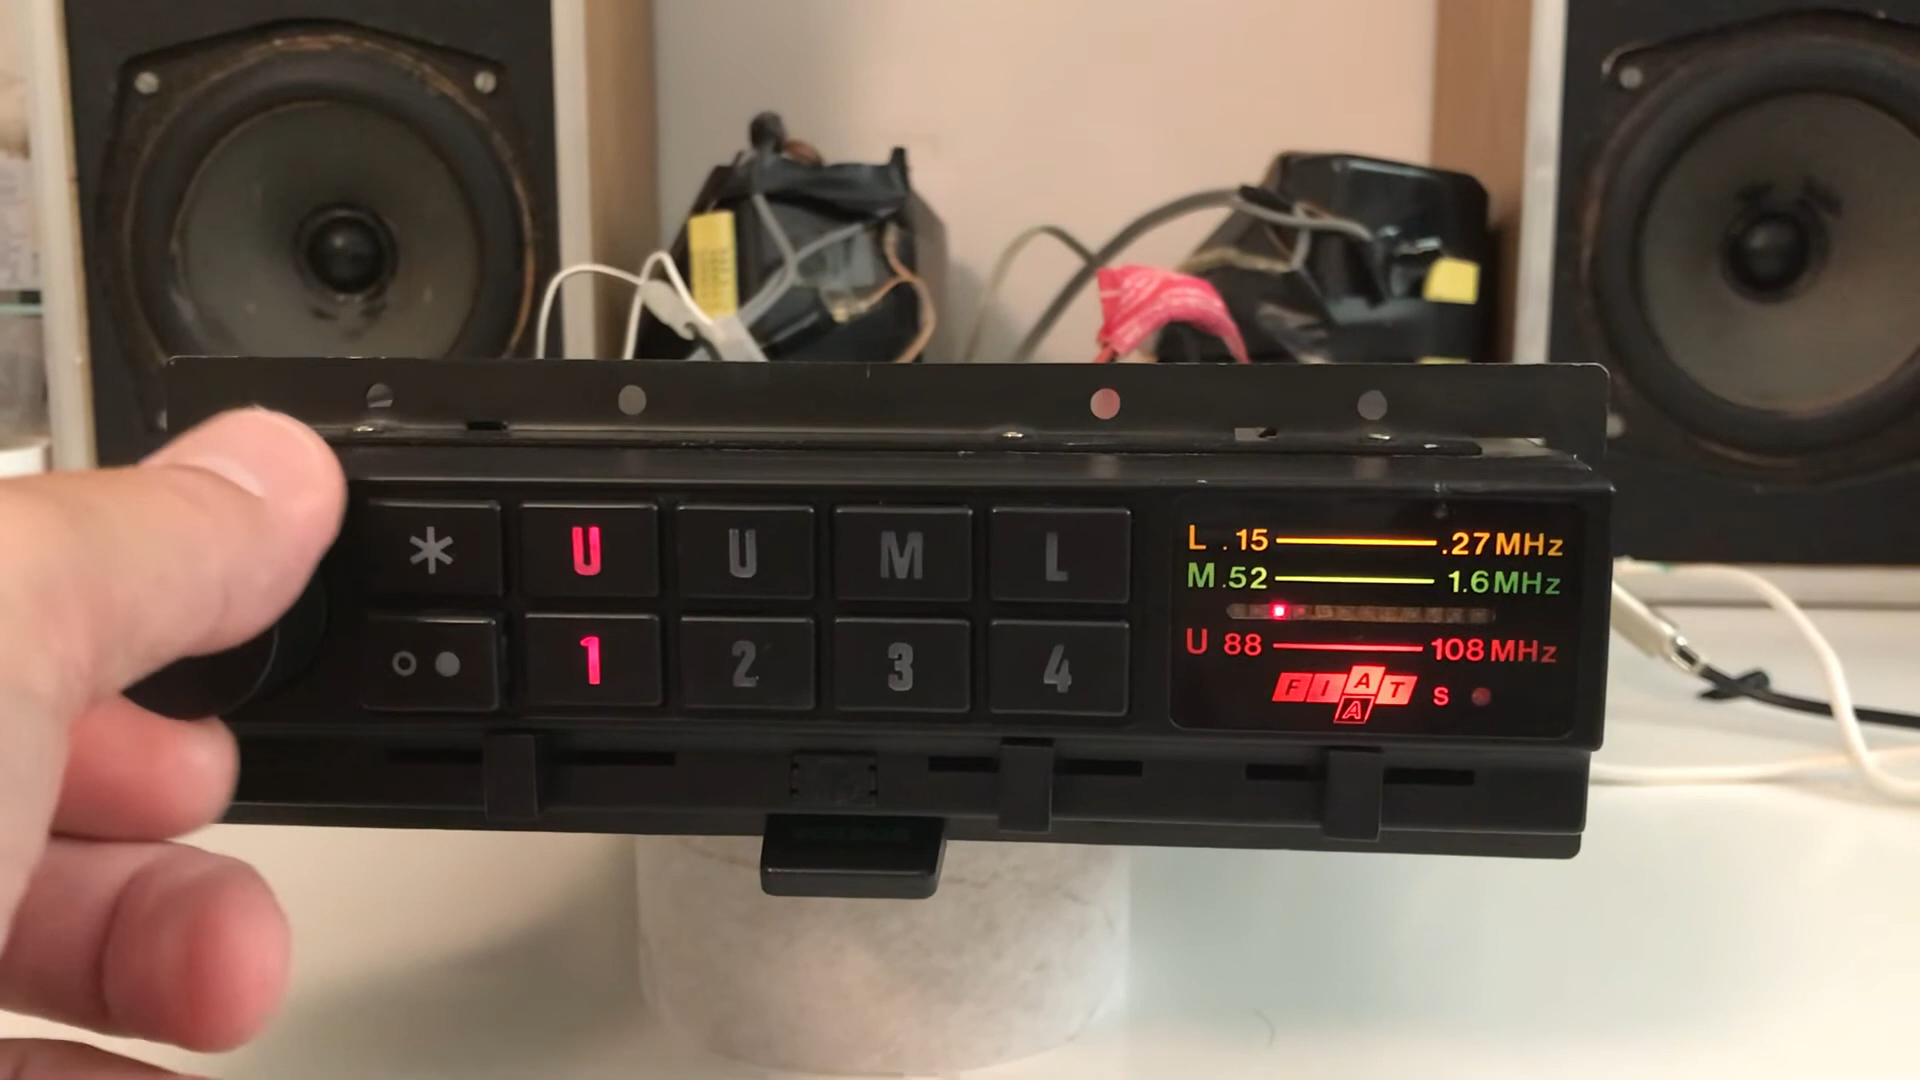 * U U M L
1 2 3 4
L .15 .27MHz
M .52 1.6MHz
U 88 108MHz
FIAT S
A